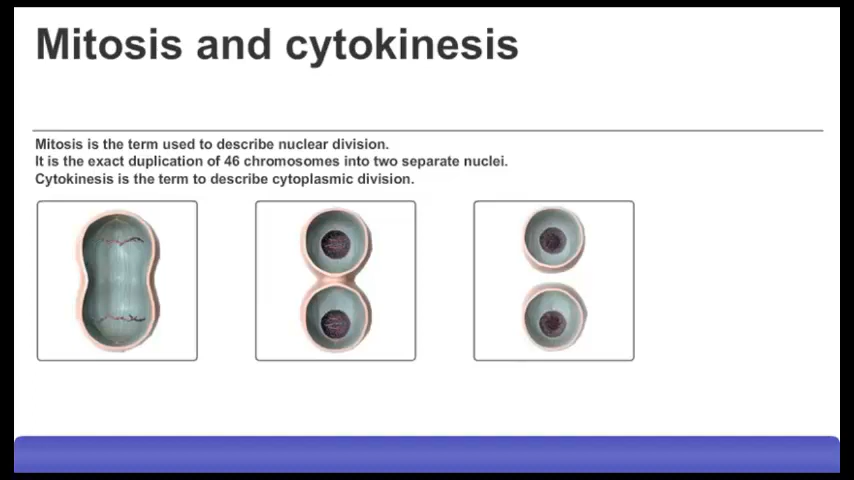 Mitosis and cytokinesis
Mitosis is the term used to describe nuclear division.
It is the exact duplication of 46 chromosomes into two separate nuclei.
Cytokinesis is the term to describe cytoplasmic division.